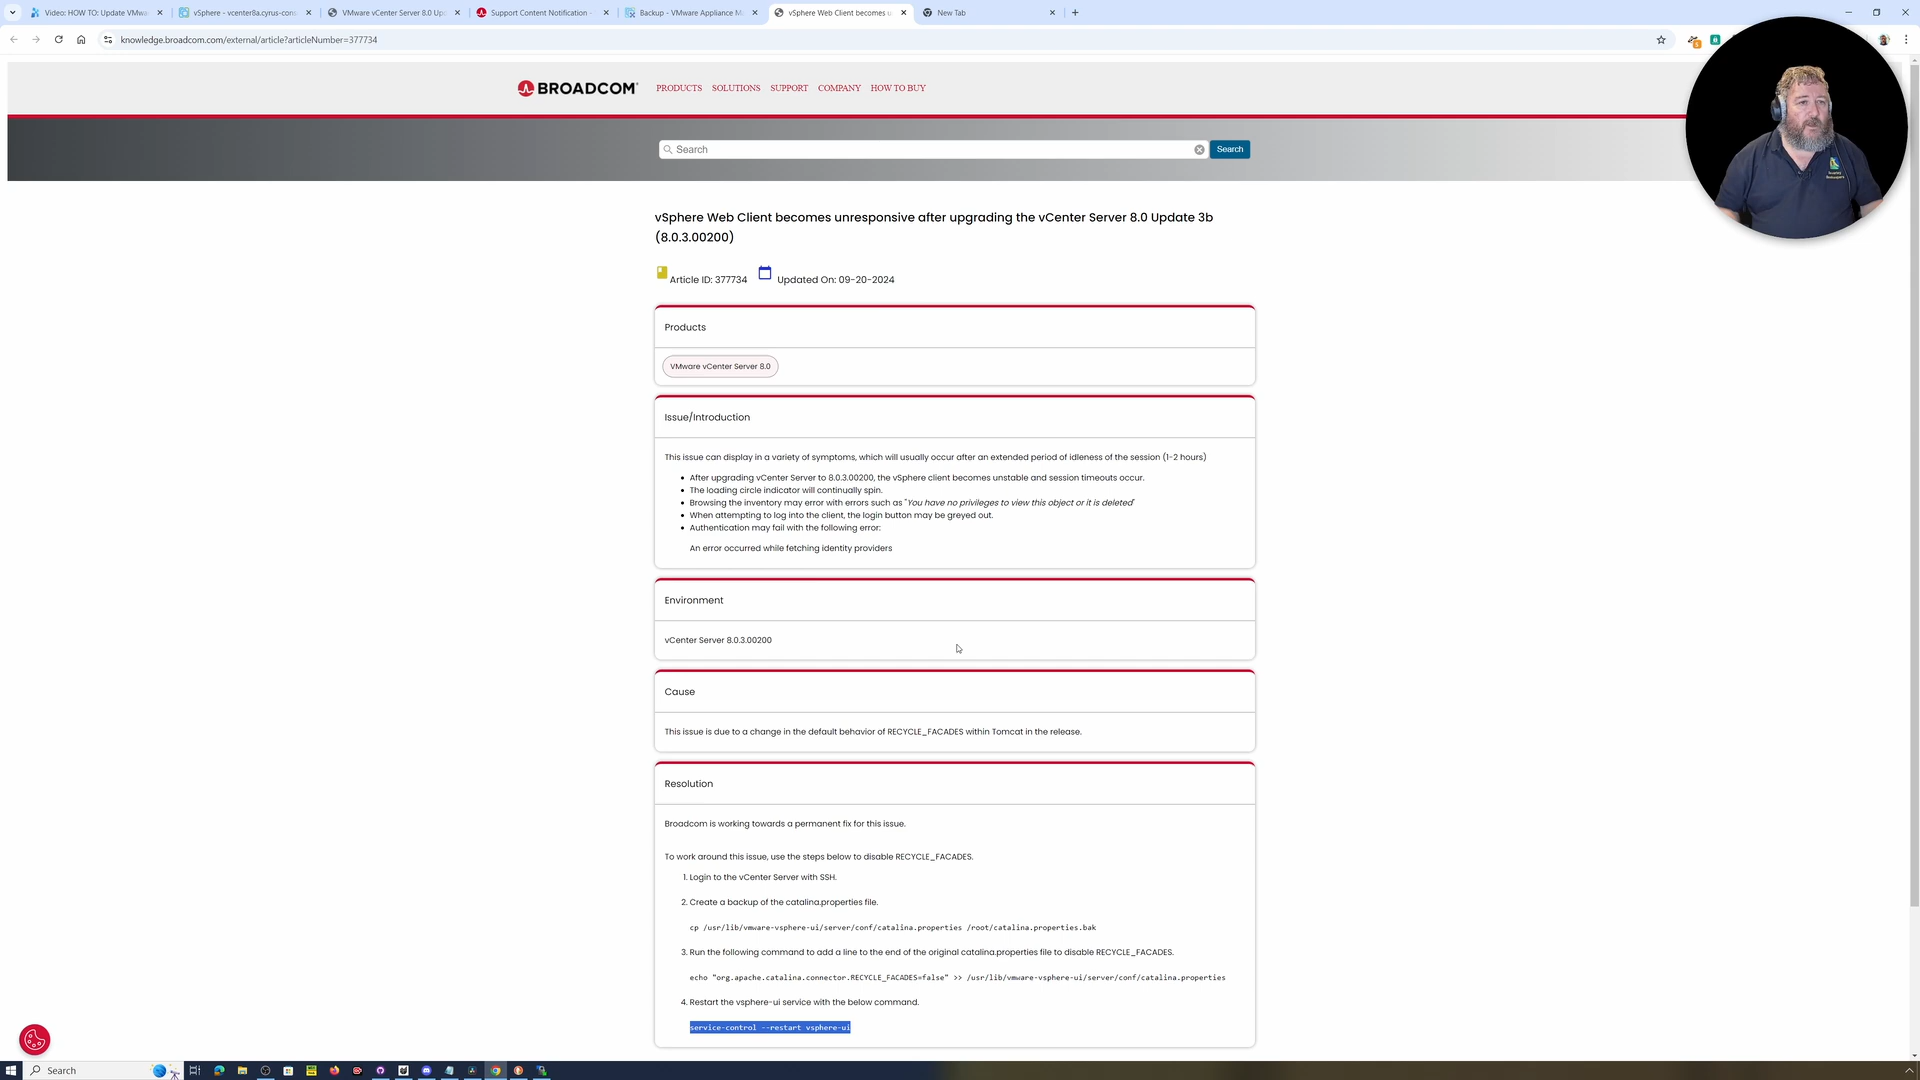 Video: HOW TO: Update VMwa
vSphere - vcenter8a.cyrus-con
VMware vCenter Server 8.0 Up
Support Content Notification -
Backup - VMware Appliance M
vSphere Web Client becomes u
New Tab
knowledge.broadcom.com/external/article?articleNumber=377734
BROADCOM
PRODUCTS SOLUTIONS SUPPORT COMPANY HOW TO BUY
Search
Search
vSphere Web Client becomes unresponsive after upgrading the vCenter Server 8.0 Update 3b
(8.0.3.00200)
Article ID: 377734
Updated On: 09-20-2024
Products
VMware vCenter Server 8.0
Issue/Introduction
This issue can display in a variety of symptoms, which will usually occur after an extended period of idleness of the session (1-2 hours)
After upgrading vCenter Server to 8.0.3.00200, the vSphere client becomes unstable and session timeouts occur.
The loading circle indicator will continually spin.
Browsing the inventory may error with errors such as "You have no privileges to view this object or it is deleted"
When attempting to log into the client, the login button may be greyed out.
Authentication may fail with the following error:
An error occurred while fetching identity providers
Environment
vCenter Server 8.0.3.00200
Cause
This issue is due to a change in the default behavior of RECYCLE_FACADES within Tomcat in the release.
Resolution
Broadcom is working towards a permanent fix for this issue.
To work around this issue, use the steps below to disable RECYCLE_FACADES.
1. Login to the vCenter Server with SSH.
2. Create a backup of the catalina.properties file.
cp /usr/lib/vmware-vsphere-ui/server/conf/catalina.properties /root/catalina.properties.bak
3. Run the following command to add a line to the end of the original catalina.properties file to disable RECYCLE_FACADES.
echo "org.apache.catalina.connector.RECYCLE_FACADES=false" >> /usr/lib/vmware-vsphere-ui/server/conf/catalina.properties
4. Restart the vsphere-ui service with the below command.
service-control --restart vsphere-ui
Search